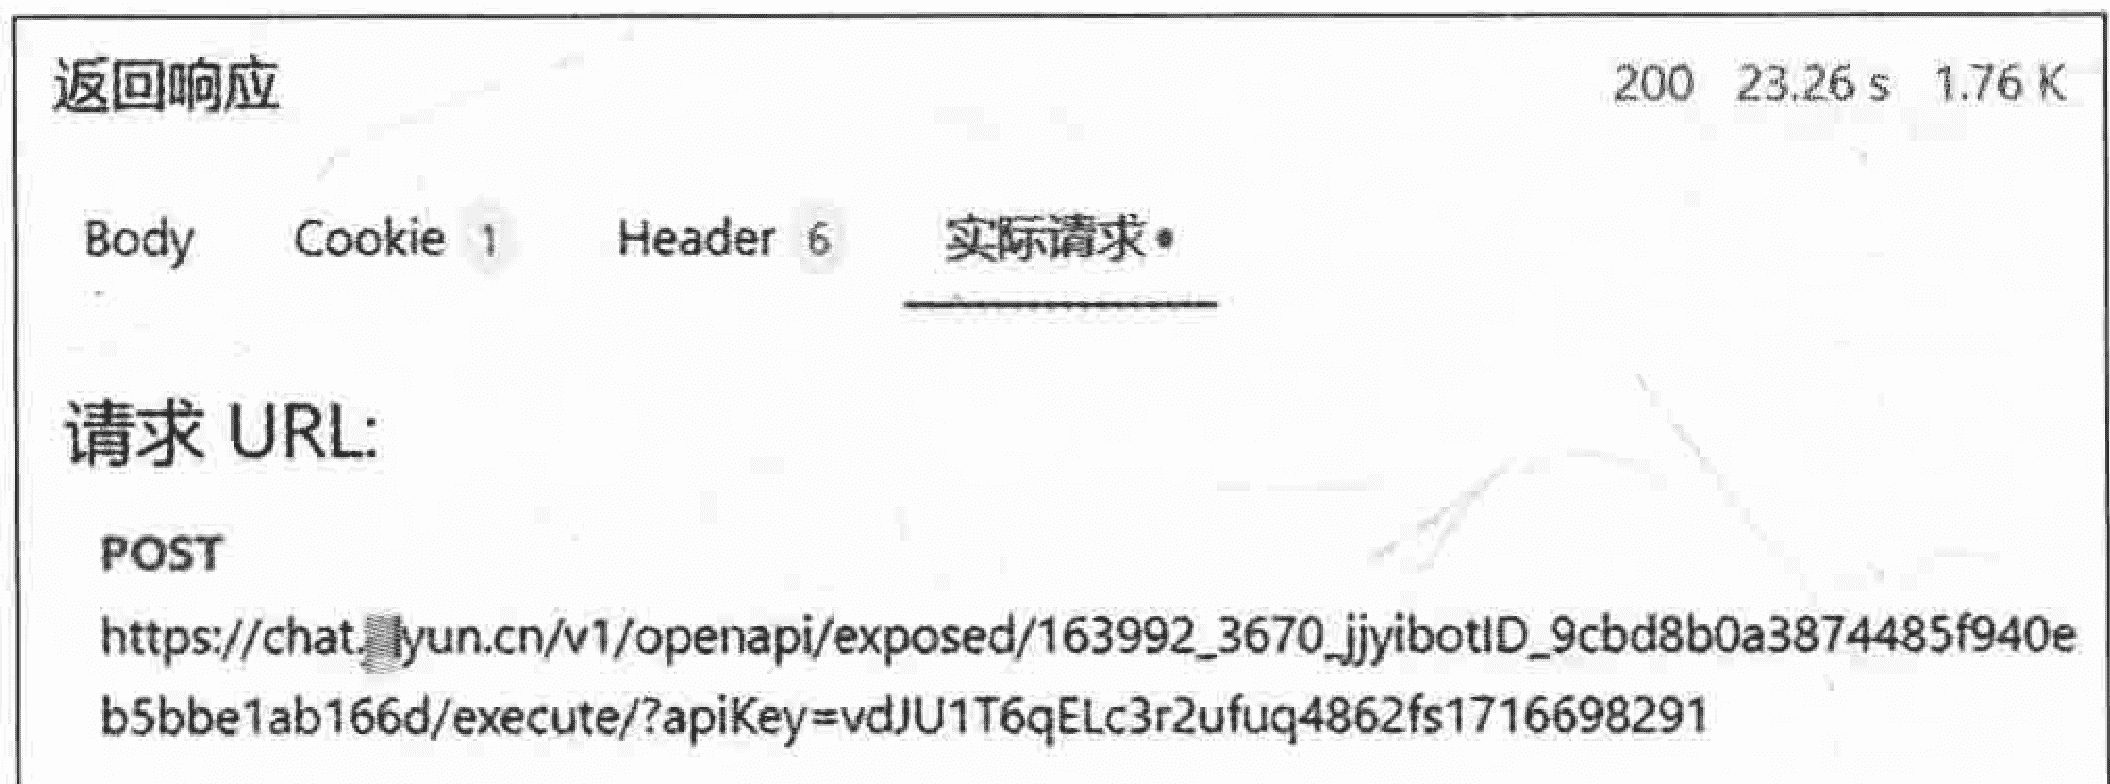 返回响应 200 23.26 s 1.76 K
Body Cookie 1 Header 6 实际请求•
请求 URL:
POST
https://chat.yun.cn/v1/openapi/exposed/163992_3670_jjyibotID_9cbd8b0a3874485f940e
b5bbe1ab166d/execute/?apiKey=vdJU1T6qELc3r2ufuq4862fs1716698291